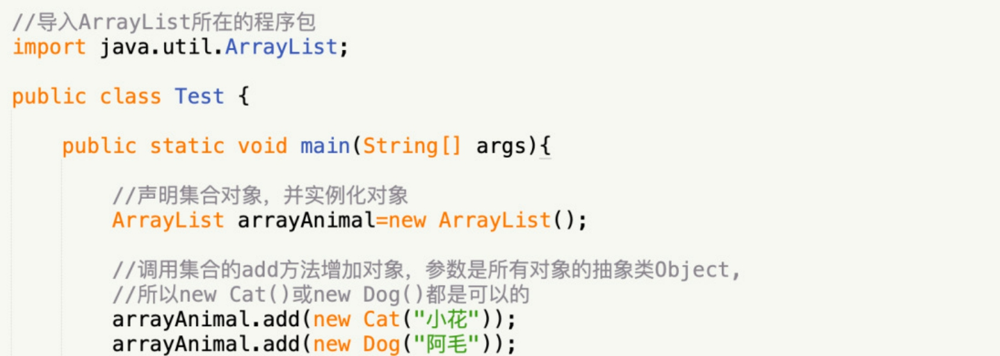 //导入ArrayList所在的程序包
import java.util.ArrayList;
public class Test {
public static void main(String[] args){
//声明集合对象，并实例化对象
ArrayList arrayAnimal=new ArrayList();
//调用集合的add方法增加对象，参数是所有对象的抽象类Object,
//所以new Cat()或new Dog()都是可以的
arrayAnimal.add(new Cat("小花"));
arrayAnimal.add(new Dog("阿毛"));